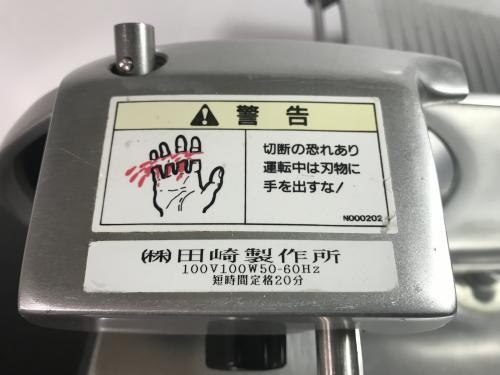 警告
切断の恐れあり
運転中は刃物に
手を出すな!
N000202
㈱田崎製作所
100V100W50-60Hz
短時間定格20分